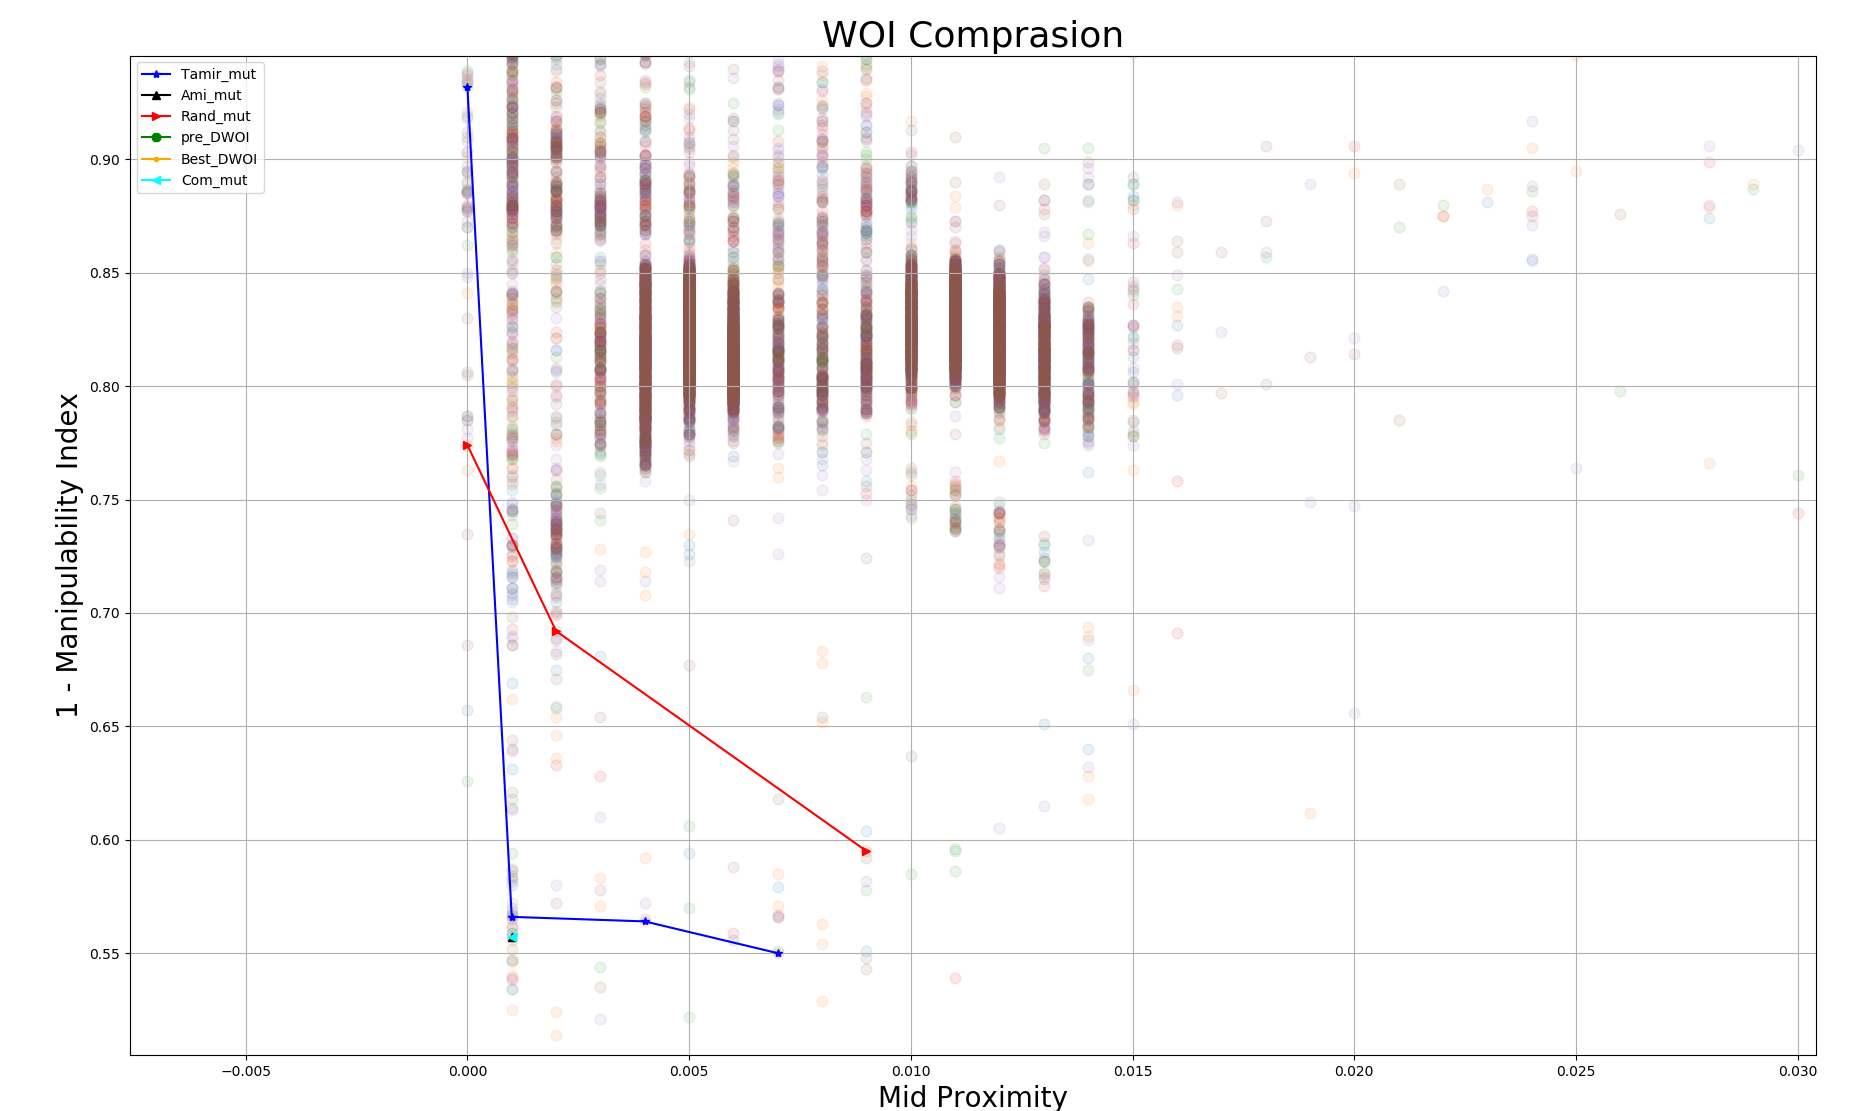 WOI Comprasion
Tamir_mut
Ami_mut
Rand_mut
pre_DWOI
Best_DWOI
Com_mut
1 - Manipulability Index
0.90
0.85
0.80
0.75
0.70
0.65
0.60
0.55
−0.005 0.000 0.005 0.010 0.015 0.020 0.025 0.030
Mid Proximity